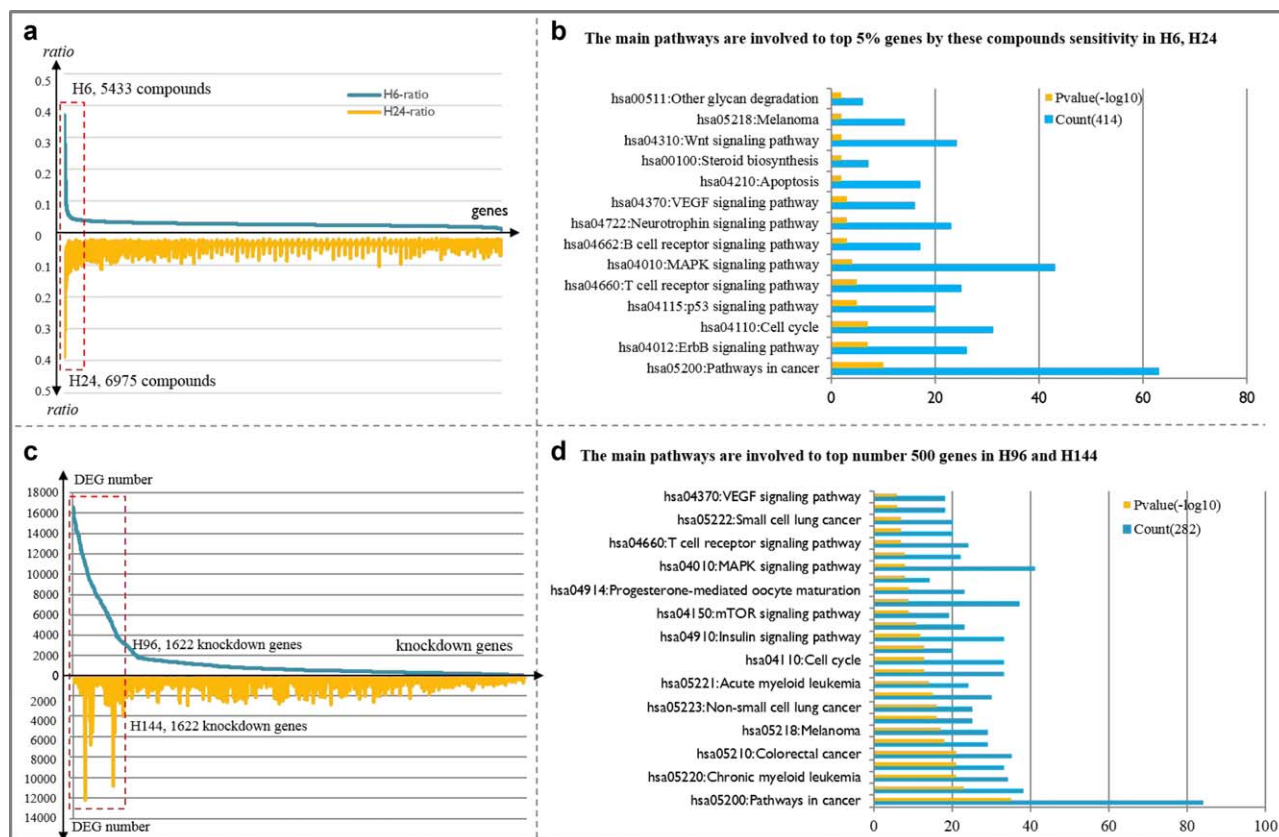 a
ratio
0.5
H6, 5433 compounds
0.4
H6-ratio
H24-ratio
0.3
0.2
0.1
genes
0
0.1
0.2
0.3
0.4
H24, 6975 compounds
0.5
ratio
b
The main pathways are involved to top 5% genes by these compounds sensitivity in H6, H24
hsa00511:Other glycan degradation
hsa05218:Melanoma
hsa04310:Wnt signaling pathway
hsa00100:Steroid biosynthesis
hsa04210:Apoptosis
hsa04370:VEGF signaling pathway
hsa04722:Neurotrophin signaling pathway
hsa04662:B cell receptor signaling pathway
hsa04010:MAPK signaling pathway
hsa04660:T cell receptor signaling pathway
hsa04115:p53 signaling pathway
hsa04110:Cell cycle
hsa04012:ErbB signaling pathway
hsa05200:Pathways in cancer
Pvalue(-log10)
Count(414)
0 20 40 60 80
c
DEG number
18000
16000
14000
12000
10000
8000
6000
4000
H96, 1622 knockdown genes
knockdown genes
2000
0
2000
4000
H144, 1622 knockdown genes
6000
8000
10000
12000
14000
DEG number
d
The main pathways are involved to top number 500 genes in H96 and H144
hsa04370:VEGF signaling pathway
hsa05222:Small cell lung cancer
hsa04660:T cell receptor signaling pathway
hsa04010:MAPK signaling pathway
hsa04914:Progesterone-mediated oocyte maturation
hsa04150:mTOR signaling pathway
hsa04910:Insulin signaling pathway
hsa04110:Cell cycle
hsa05221:Acute myeloid leukemia
hsa05223:Non-small cell lung cancer
hsa05218:Melanoma
hsa05210:Colorectal cancer
hsa05220:Chronic myeloid leukemia
hsa05200:Pathways in cancer
Pvalue(-log10)
Count(282)
0 20 40 60 80 100